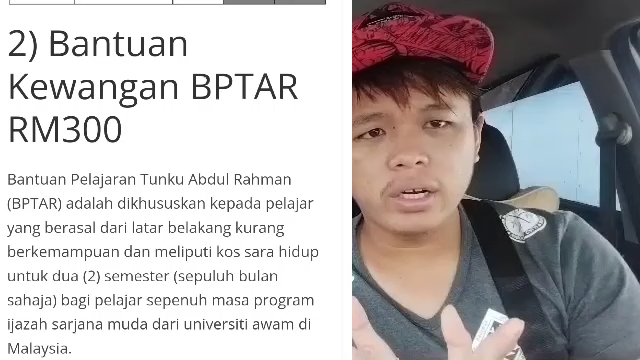 2) Bantuan
Kewangan BPTAR
RM300
Bantuan Pelajaran Tunku Abdul Rahman
(BPTAR) adalah dikhususkan kepada pelajar
yang berasal dari latar belakang kurang
berkemampuan dan meliputi kos sara hidup
untuk dua (2) semester (sepuluh bulan
sahaja) bagi pelajar sepenuh masa program
ijazah sarjana muda dari universiti awam di
Malaysia.